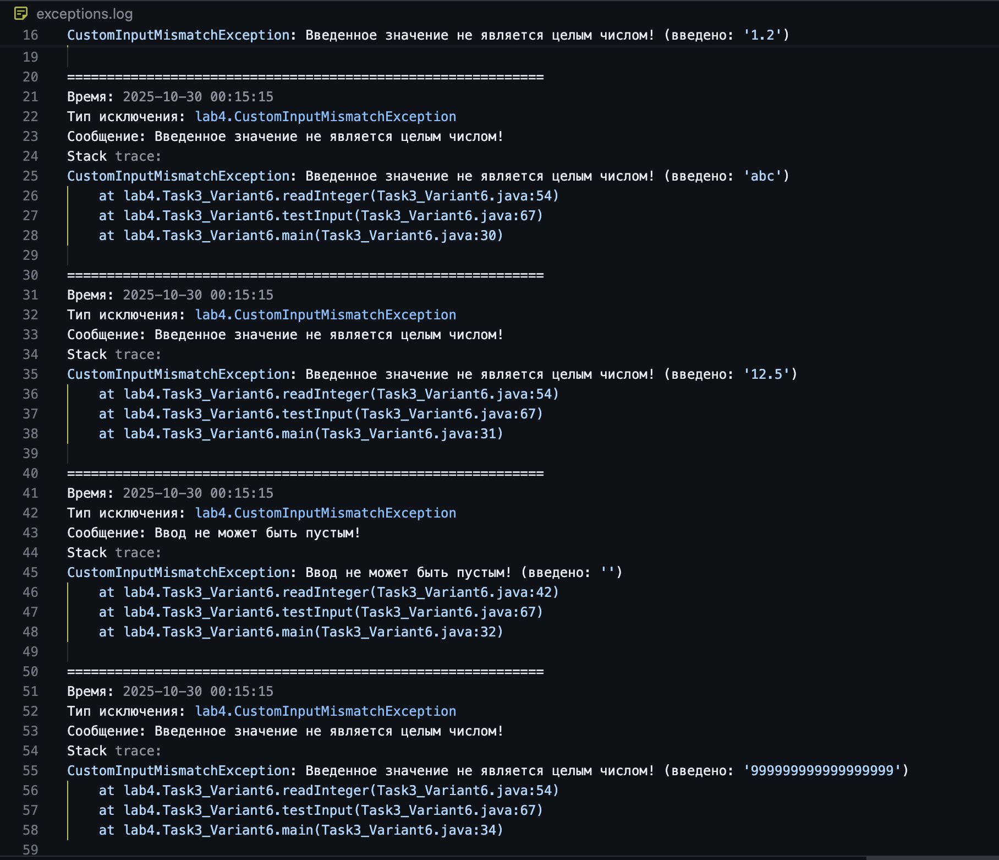 exceptions.log
16 CustomInputMismatchException: Введенное значение не является целым числом! (введено: '1.2')
19
20 ============================================================
21 Время: 2025-10-30 00:15:15
22 Тип исключения: lab4.CustomInputMismatchException
23 Сообщение: Введенное значение не является целым числом!
24 Stack trace:
25 CustomInputMismatchException: Введенное значение не является целым числом! (введено: 'abc')
26     at lab4.Task3_Variant6.readInteger(Task3_Variant6.java:54)
27     at lab4.Task3_Variant6.testInput(Task3_Variant6.java:67)
28     at lab4.Task3_Variant6.main(Task3_Variant6.java:30)
29
30 ============================================================
31 Время: 2025-10-30 00:15:15
32 Тип исключения: lab4.CustomInputMismatchException
33 Сообщение: Введенное значение не является целым числом!
34 Stack trace:
35 CustomInputMismatchException: Введенное значение не является целым числом! (введено: '12.5')
36     at lab4.Task3_Variant6.readInteger(Task3_Variant6.java:54)
37     at lab4.Task3_Variant6.testInput(Task3_Variant6.java:67)
38     at lab4.Task3_Variant6.main(Task3_Variant6.java:31)
39
40 ============================================================
41 Время: 2025-10-30 00:15:15
42 Тип исключения: lab4.CustomInputMismatchException
43 Сообщение: Ввод не может быть пустым!
44 Stack trace:
45 CustomInputMismatchException: Ввод не может быть пустым! (введено: '')
46     at lab4.Task3_Variant6.readInteger(Task3_Variant6.java:42)
47     at lab4.Task3_Variant6.testInput(Task3_Variant6.java:67)
48     at lab4.Task3_Variant6.main(Task3_Variant6.java:32)
49
50 ============================================================
51 Время: 2025-10-30 00:15:15
52 Тип исключения: lab4.CustomInputMismatchException
53 Сообщение: Введенное значение не является целым числом!
54 Stack trace:
55 CustomInputMismatchException: Введенное значение не является целым числом! (введено: '999999999999999999')
56     at lab4.Task3_Variant6.readInteger(Task3_Variant6.java:54)
57     at lab4.Task3_Variant6.testInput(Task3_Variant6.java:67)
58     at lab4.Task3_Variant6.main(Task3_Variant6.java:34)
59